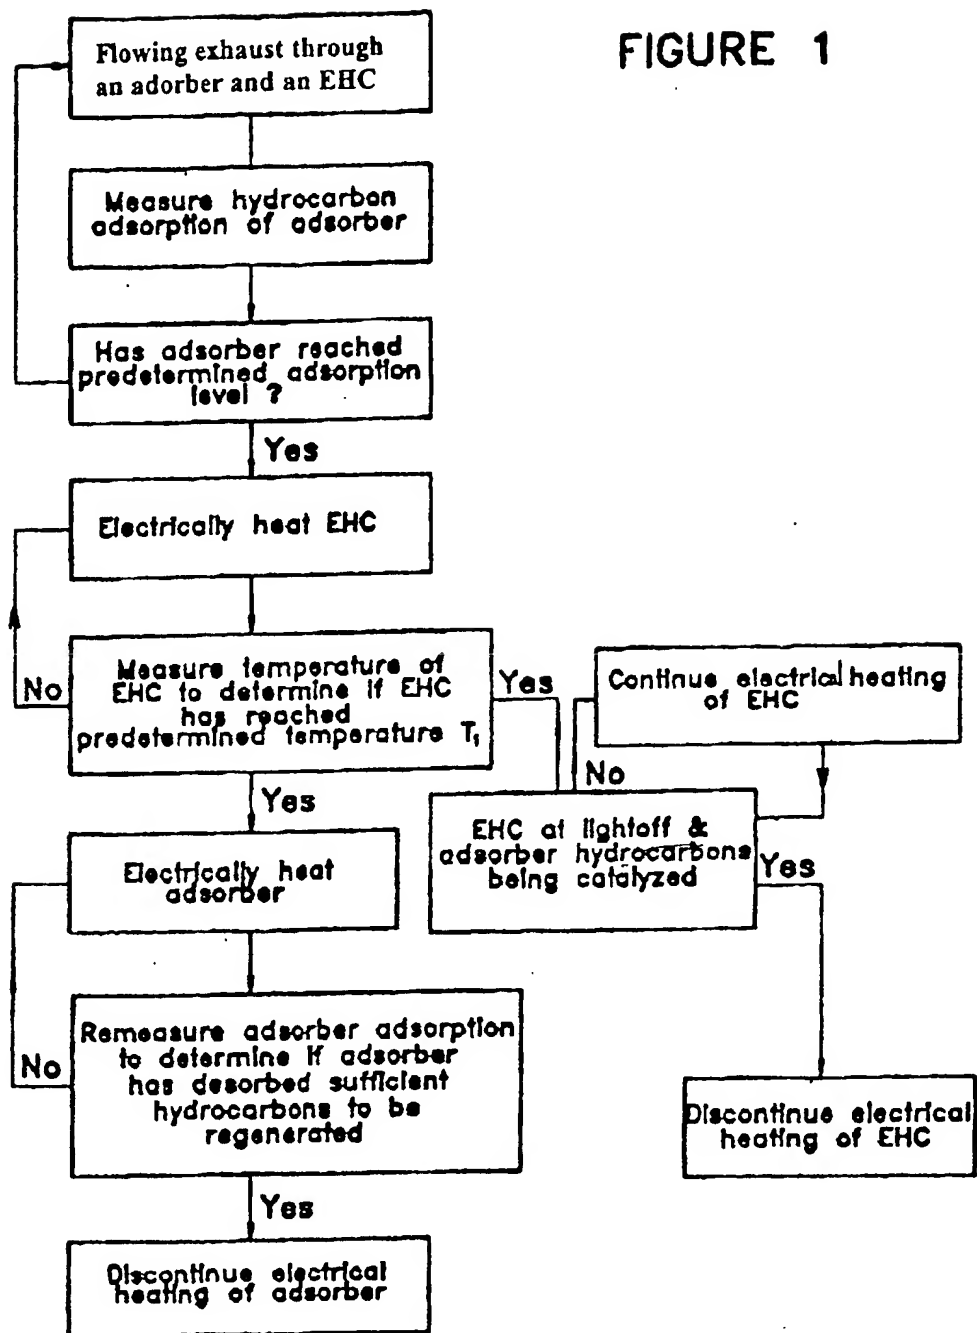 FIGURE 1
Flowing exhaust through
an adorber and an EHC
Measure hydrocarbon
adsorption of adsorber
Has adsorber reached
predetermined adsorption
level ?
Yes
Electrically heat EHC
No
Measure temperature of
EHC to determine if EHC
has reached
predetermined temperature T₁
Yes
Continue electrical heating
of EHC
No
Yes
EHC at lightoff &
adsorber hydrocarbons
being catalyzed
Yes
Electrically heat
adsorber
No
Remeasure adsorber adsorption
to determine if adsorber
has desorbed sufficient
hydrocarbons to be
regenerated
Discontinue electrical
heating of EHC
Yes
Discontinue electrical
heating of adsorber